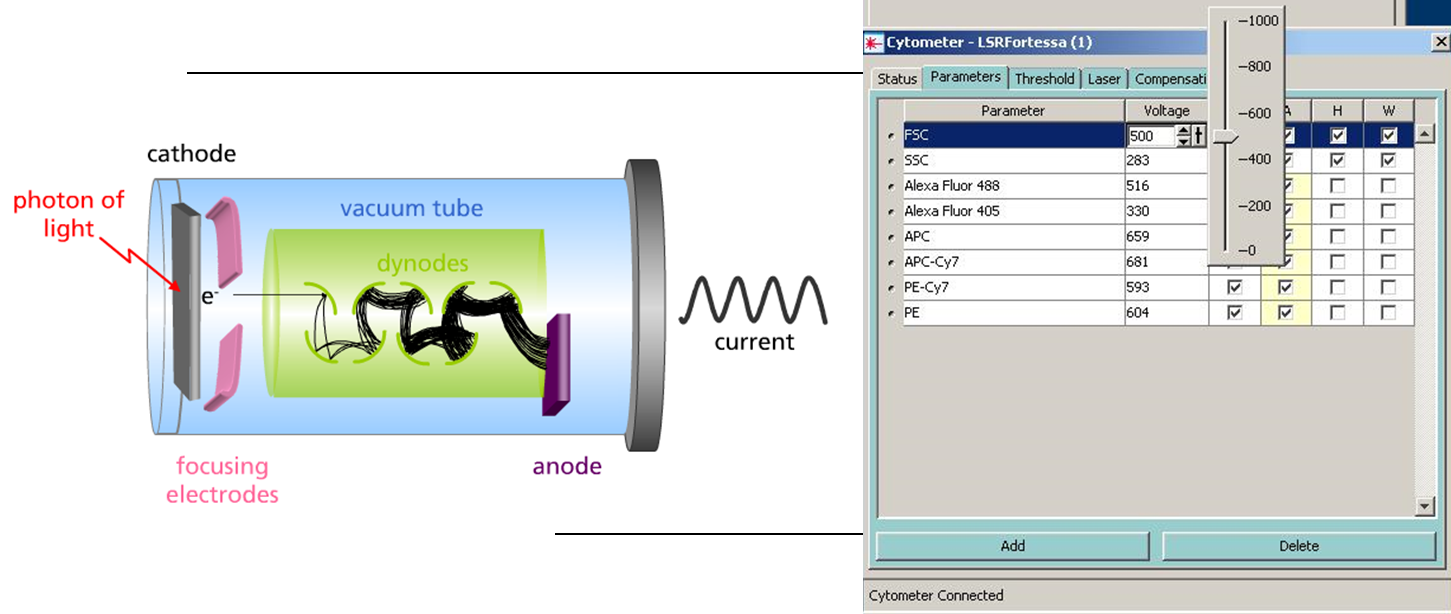 cathode
photon of
light
vacuum tube
dynodes
e-
current
focusing
electrodes
anode
Cytometer - LSRFortessa (1)
Status Parameters Threshold Laser Compensati
Parameter Voltage A H W
FSC 500
SSC 283
Alexa Fluor 488 516
Alexa Fluor 405 330
APC 659
APC-Cy7 681
PE-Cy7 593
PE 604
-1000
-800
-600
-400
-200
-0
Add Delete
Cytometer Connected